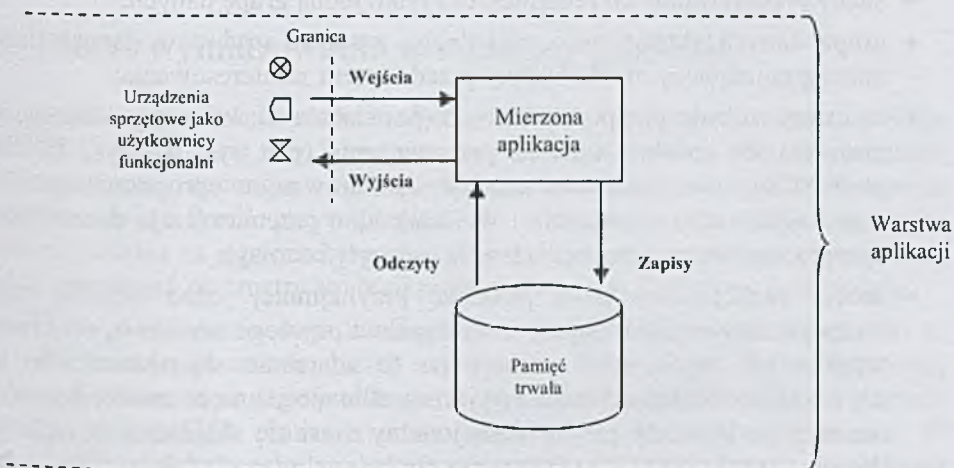 Granica
Urządzenia
sprzętowe jako
użytkownicy
funkcjonalni
Wejścia
Wyjścia
Mierzona
aplikacja
Odczyty
Zapisy
Pamięć
trwała
Warstwa
aplikacji